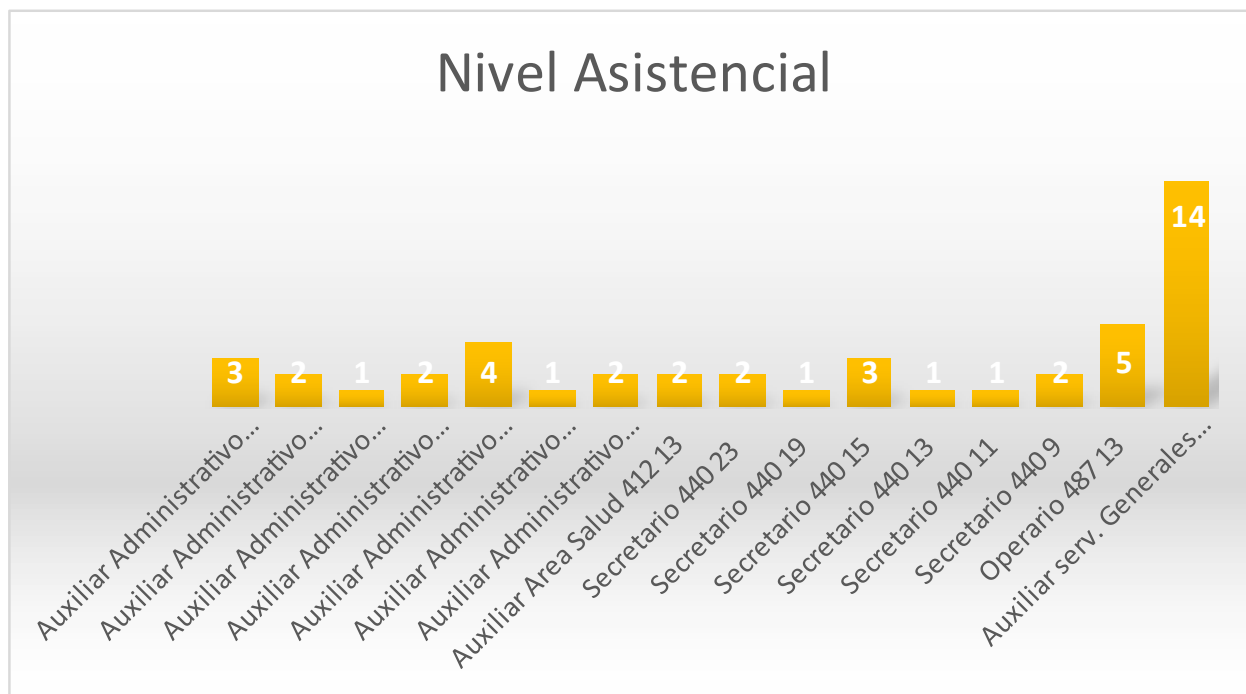 Nivel Asistencial
14
3
2
1
2
4
1
2
2
2
1
3
1
1
2
5
Auxiliar Administrativo...
Auxiliar Administrativo...
Auxiliar Administrativo...
Auxiliar Administrativo...
Auxiliar Administrativo...
Auxiliar Administrativo...
Auxiliar Administrativo...
Auxiliar Area Salud 412 13
Secretario 440 23
Secretario 440 19
Secretario 440 15
Secretario 440 13
Secretario 440 11
Secretario 440 9
Operario 487 13
Auxiliar serv. Generales...